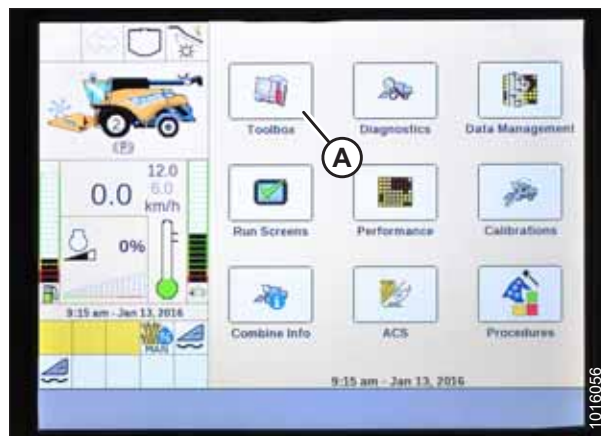 2
(P)
12.0
6.0
0.0
km/h
0%
9:15 am - Jan 13, 2016
MAN
Toolbox
Diagnostics
Data Management
A
Run Screens
Performance
Calibrations
Combine Info
ACS
Procedures
9:15 am - Jan 13, 2016
1016056